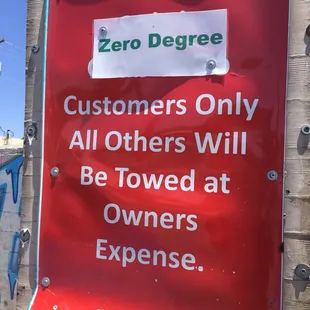 Zero Degree
Customers Only
All Others Will
Be Towed at
Owners
Expense.